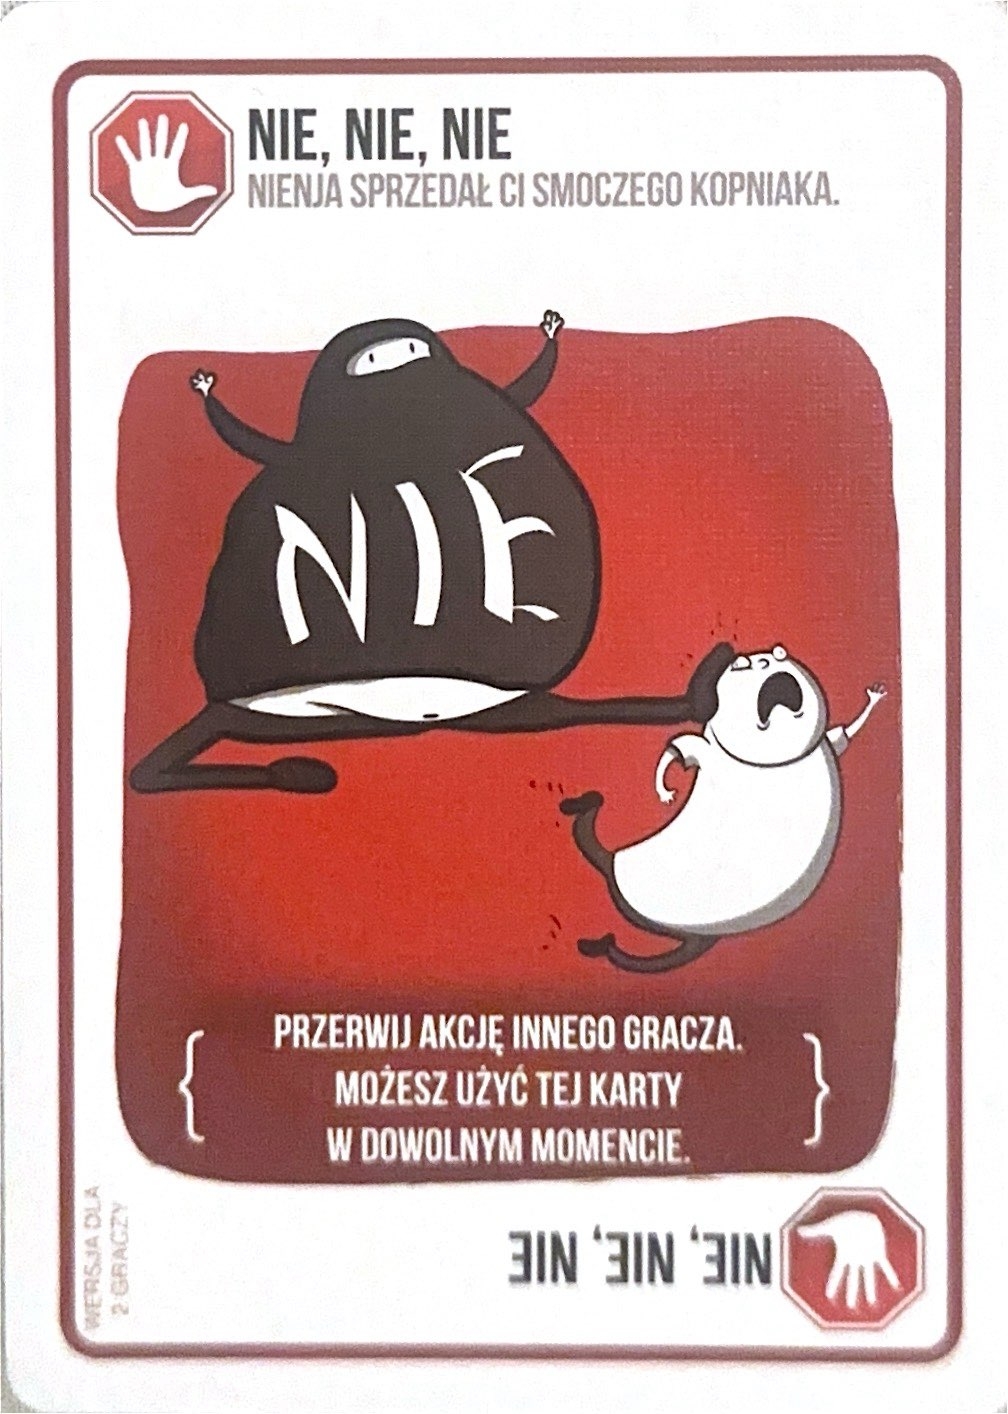 NIE, NIE, NIE
NIENJA SPRZEDAŁ CI SMOCZEGO KOPNIAKA.
NIE
PRZERWIJ AKCJĘ INNEGO GRACZA.
MOŻESZ UŻYĆ TEJ KARTY
W DOWOLNYM MOMENCIE.
WERSJA DLA
2 GRACZY
NIE, NIE, NIE